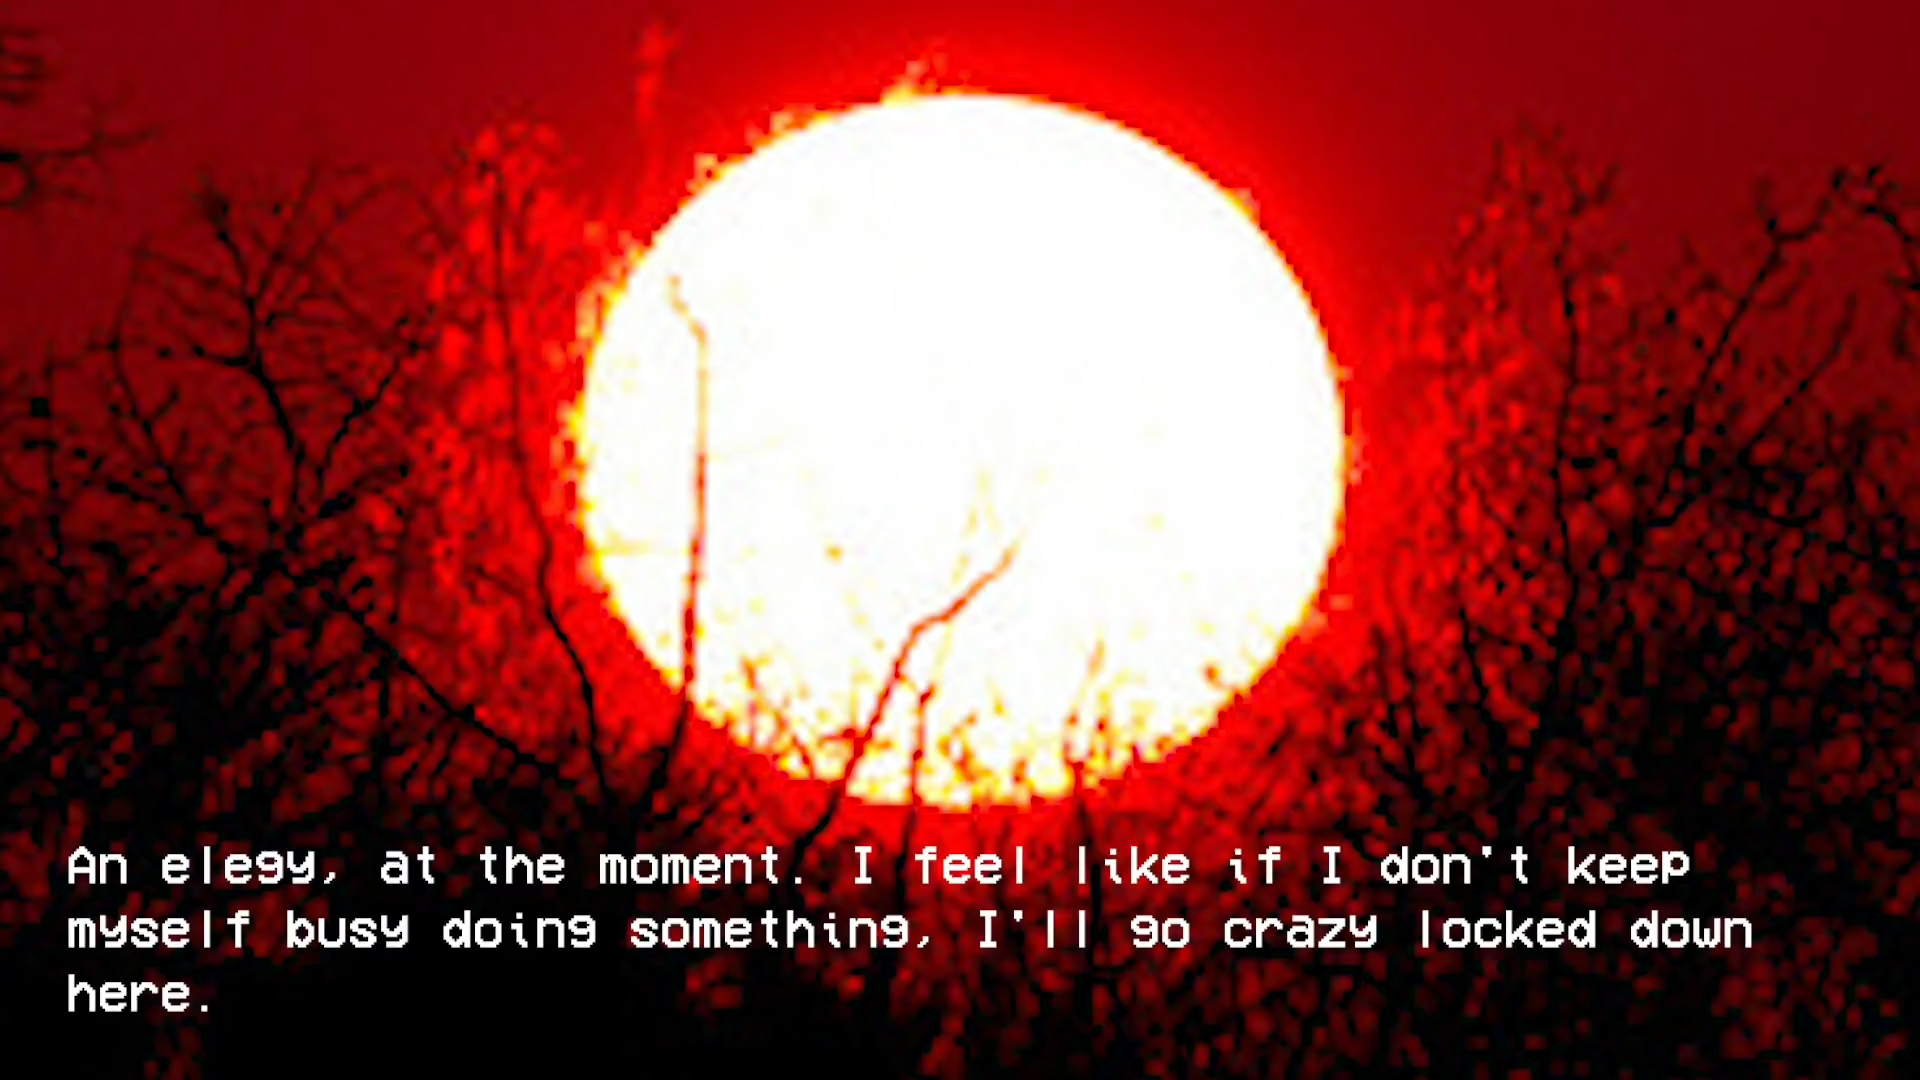 An elegy, at the moment. I feel like if I don't keep
myself busy doing something, I'll go crazy locked down
here.